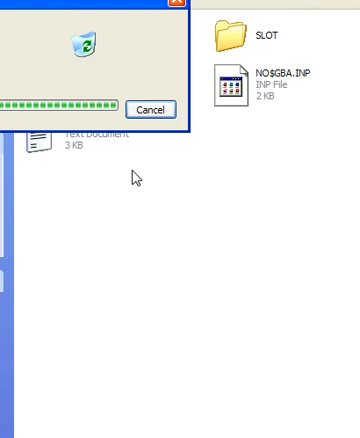 SLOT
NO$GBA.INP
INP File
2 KB
Cancel
Text Document
3 KB